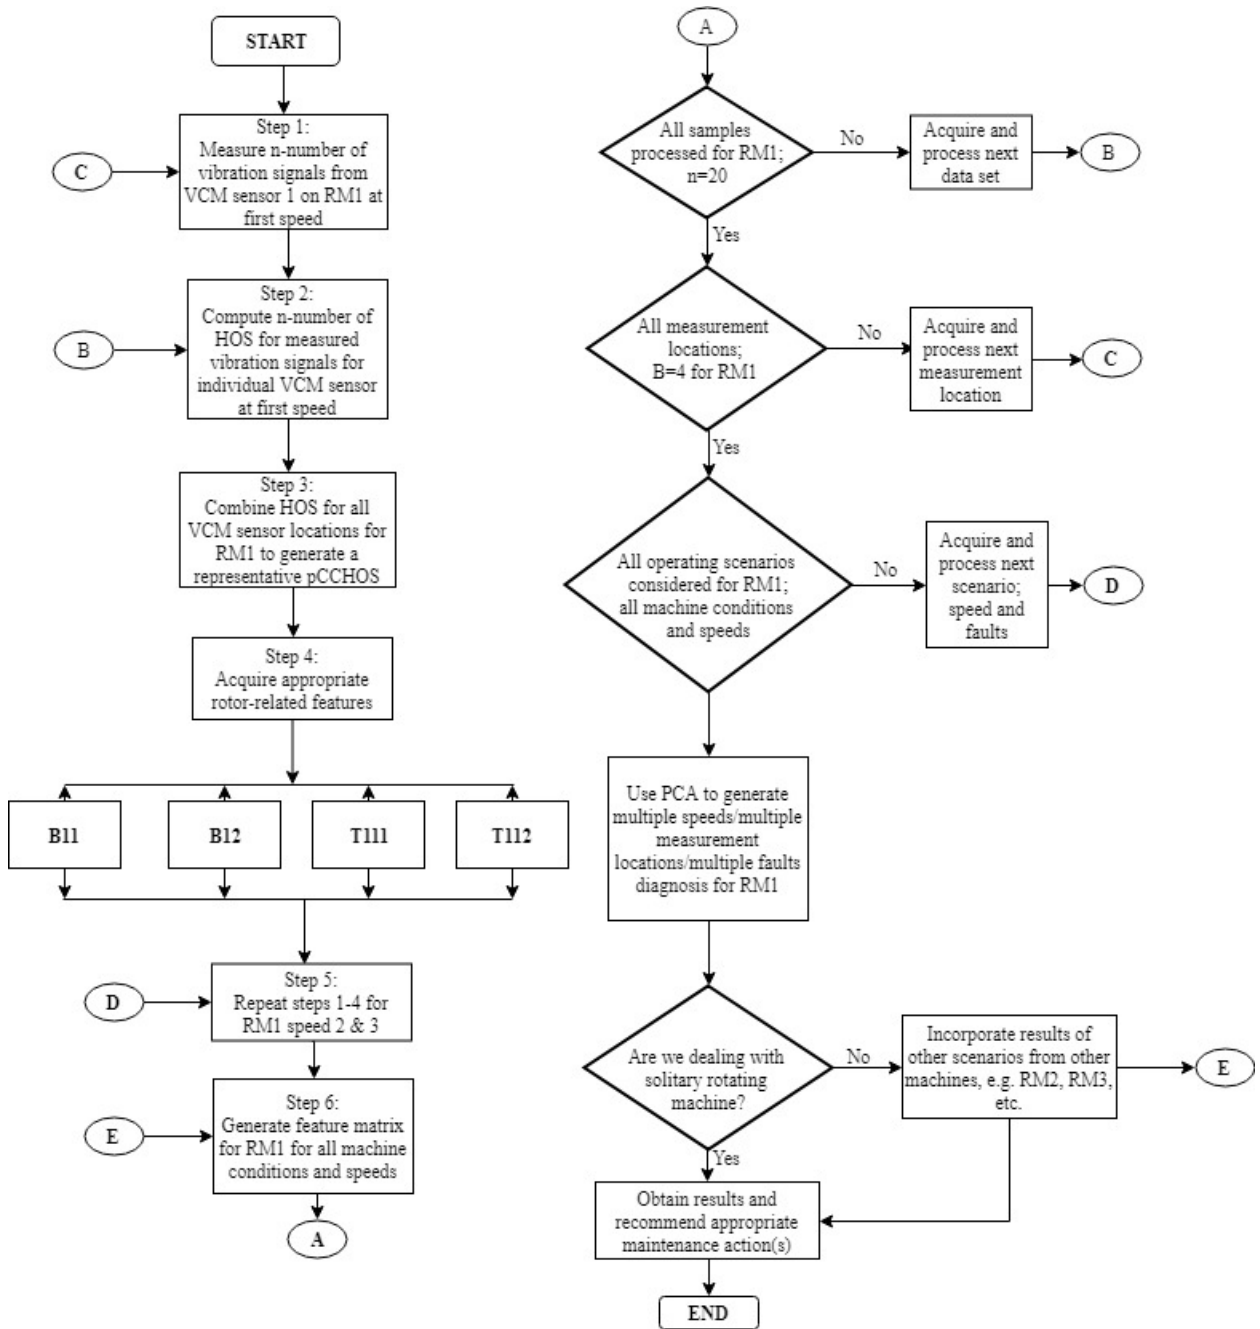 START
C
Step 1:
Measure n-number of
vibration signals from
VCM sensor 1 on RM1 at
first speed
B
Step 2:
Compute n-number of
HOS for measured
vibration signals for
individual VCM sensor
at first speed
Step 3:
Combine HOS for all
VCM sensor locations for
RM1 to generate a
representative pCCHOS
Step 4:
Acquire appropriate
rotor-related features
B11
B12
T111
T112
D
Step 5:
Repeat steps 1-4 for
RM1 speed 2 & 3
E
Step 6:
Generate feature matrix
for RM1 for all machine
conditions and speeds
A
A
All samples
processed for RM1;
n=20
No
Acquire and
process next
data set
B
Yes
All measurement
locations;
B=4 for RM1
No
Acquire and
process next
measurement
location
C
Yes
All operating scenarios
considered for RM1;
all machine conditions
and speeds
No
Acquire and
process next
scenario;
speed and
faults
D
Use PCA to generate
multiple speeds/multiple
measurement
locations/multiple faults
diagnosis for RM1
Are we dealing with
solitary rotating
machine?
No
Incorporate results of
other scenarios from other
machines, e.g. RM2, RM3,
etc.
E
Yes
Obtain results and
recommend appropriate
maintenance action(s)
END